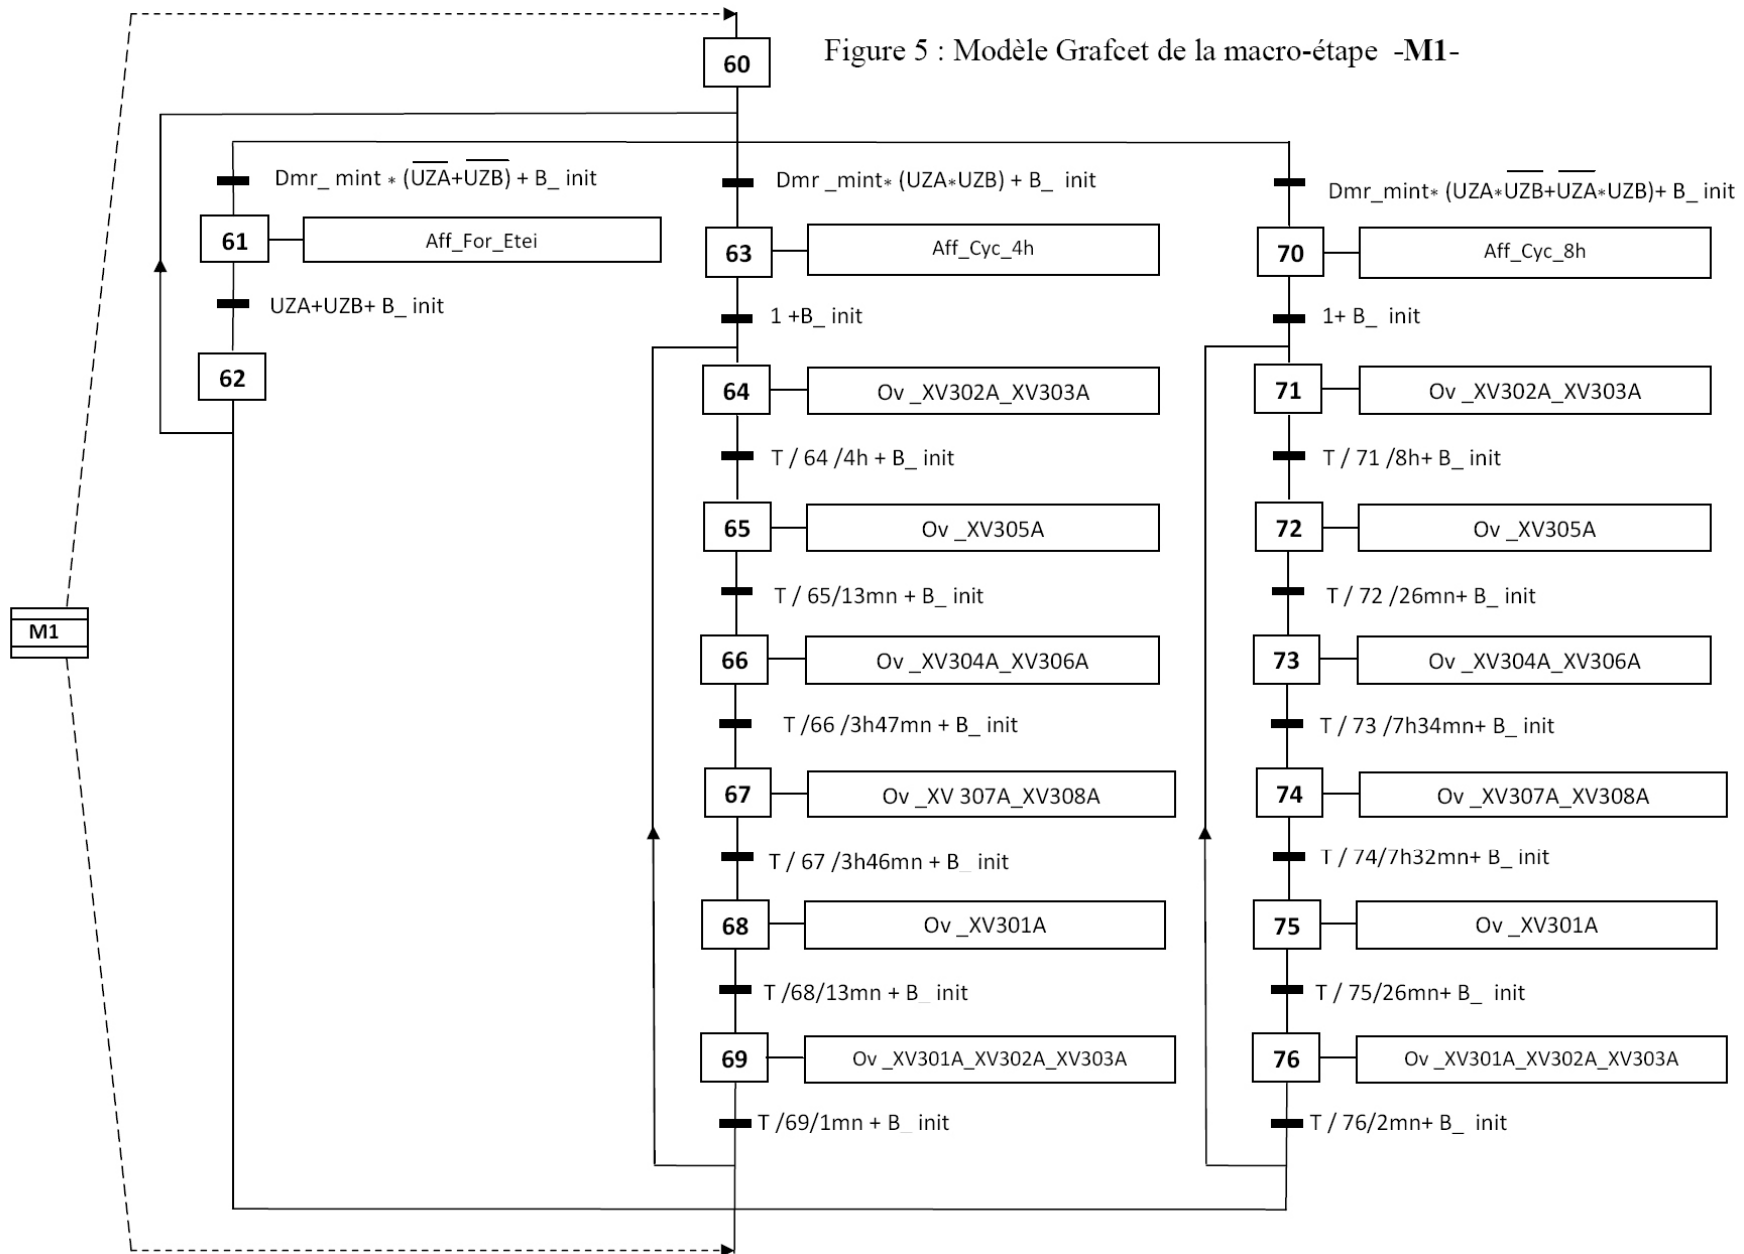 Figure 5 : Modèle Grafcet de la macro-étape -M1-
60
Dmr_ mint * (U̅Z̅A̅+U̅Z̅B̅) + B_ init
Dmr _mint* (UZA*UZB) + B_ init
Dmr_mint* (UZA*U̅Z̅B̅+U̅Z̅A̅*UZB)+ B_ init
61
Aff_For_Etei
63
Aff_Cyc_4h
70
Aff_Cyc_8h
UZA+UZB+ B_ init
1 +B_ init
1+ B_ init
62
64
Ov _XV302A_XV303A
71
Ov _XV302A_XV303A
T / 64 /4h + B_ init
T / 71 /8h+ B_ init
65
Ov _XV305A
72
Ov _XV305A
T / 65/13mn + B_ init
T / 72 /26mn+ B_ init
M1
66
Ov _XV304A_XV306A
73
Ov _XV304A_XV306A
T /66 /3h47mn + B_ init
T / 73 /7h34mn+ B_ init
67
Ov _XV 307A_XV308A
74
Ov _XV307A_XV308A
T / 67 /3h46mn + B_ init
T / 74/7h32mn+ B_ init
68
Ov _XV301A
75
Ov _XV301A
T /68/13mn + B_ init
T / 75/26mn+ B_ init
69
Ov _XV301A_XV302A_XV303A
76
Ov _XV301A_XV302A_XV303A
T /69/1mn + B_ init
T / 76/2mn+ B_ init